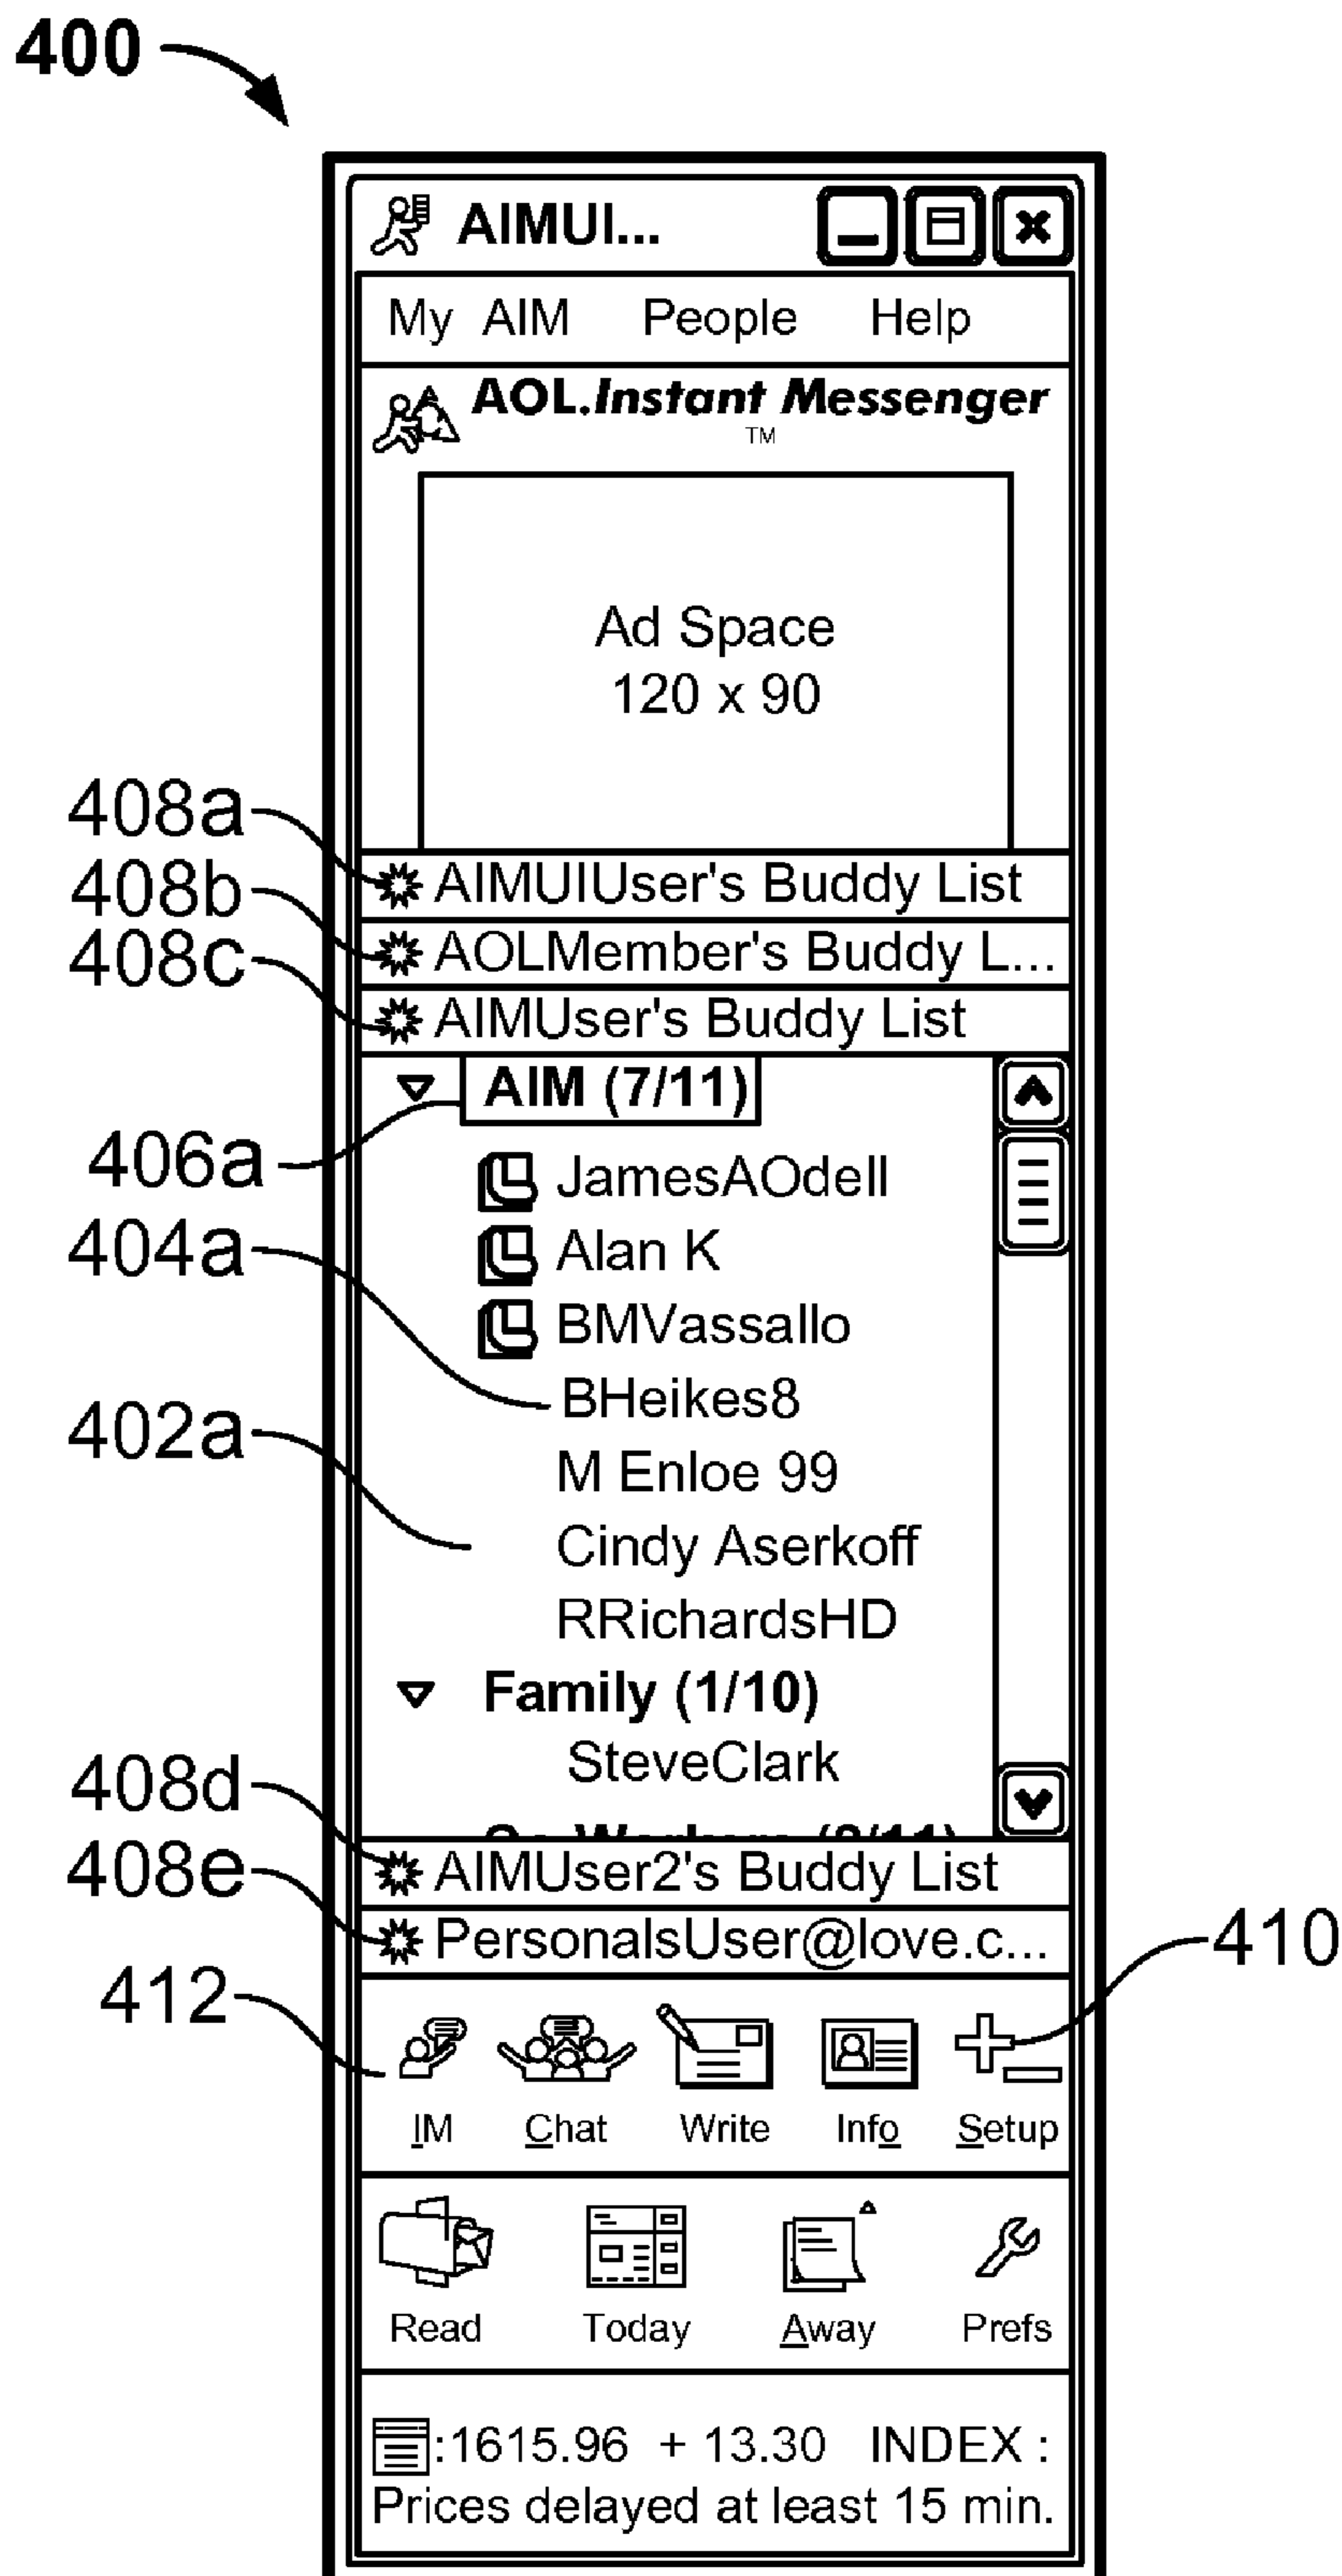 400
AIMUI...
My AIM People Help
AOL.Instant Messenger
TM
Ad Space
120 x 90
408a
AIMUIUser's Buddy List
408b
AOLMember's Buddy L...
408c
AIMUser's Buddy List
AIM (7/11)
406a
JamesAOdell
404a
Alan K
BMVassallo
BHeikes8
402a
M Enloe 99
Cindy Aserkoff
RRichardsHD
Family (1/10)
SteveClark
408d
408e
AIMUser2's Buddy List
PersonalsUser@love.c...
410
412
IM Chat Write Info Setup
Read Today Away Prefs
:1615.96 + 13.30 INDEX :
Prices delayed at least 15 min.